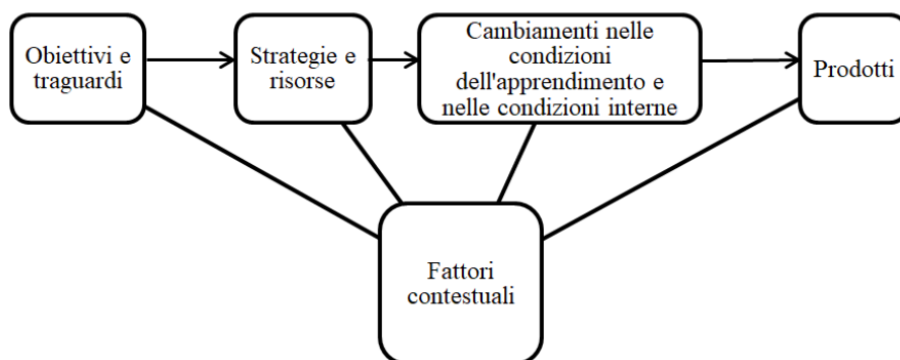 Obiettivi e
traguardi
Strategie e
risorse
Cambiamenti nelle
condizioni
dell'apprendimento e
nelle condizioni interne
Prodotti
Fattori
contestuali